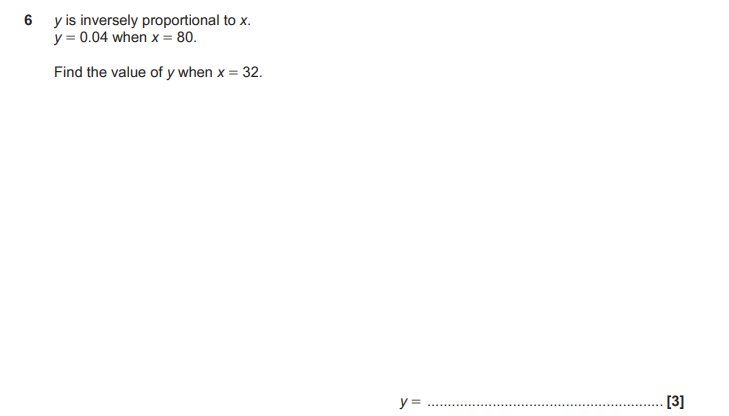 6 y is inversely proportional to x.
y = 0.04 when x = 80.
Find the value of y when x = 32.
y = .......................................................... [3]